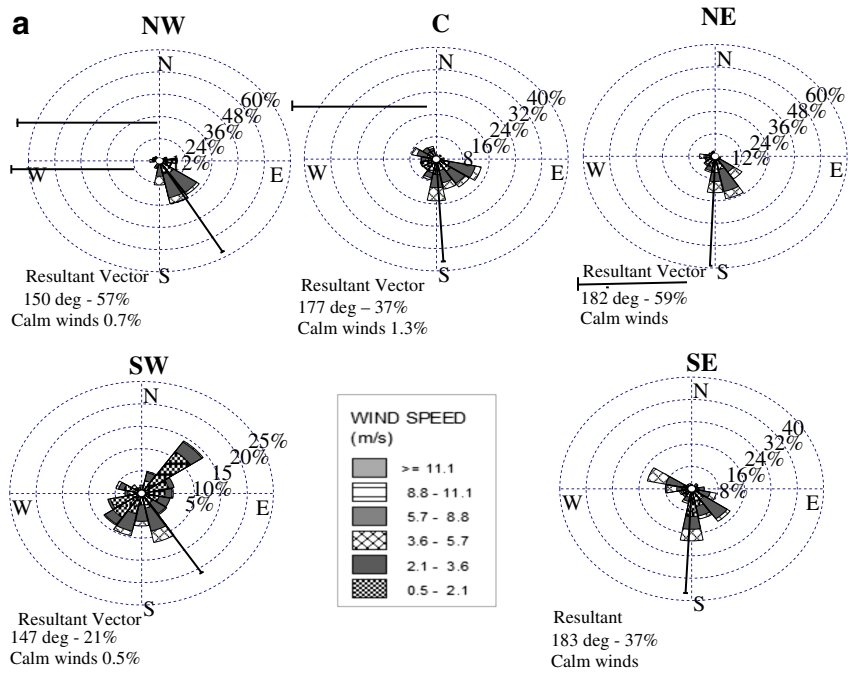 a
NW
N
60%
48%
36%
24%
2%
W
E
S
Resultant Vector
150 deg - 57%
Calm winds 0.7%
C
N
40%
32%
24%
16%
8
W
E
S
Resultant Vector
177 deg – 37%
Calm winds 1.3%
NE
N
60%
48%
36%
24%
12%
W
E
S
Resultant Vector
182 deg - 59%
Calm winds
SW
N
25%
20%
15
10%
5%
W
E
S
Resultant Vector
147 deg - 21%
Calm winds 0.5%
WIND SPEED
(m/s)
>= 11.1
8.8 - 11.1
5.7 - 8.8
3.6 - 5.7
2.1 - 3.6
0.5 - 2.1
SE
N
40
32%
24%
16%
8%
W
E
S
Resultant
183 deg - 37%
Calm winds